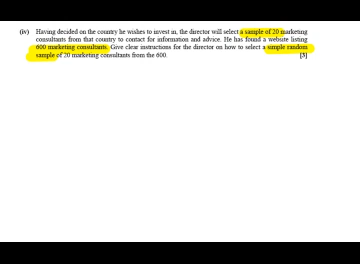 (iv) Having decided on the country he wishes to invest in, the director will select a sample of 20 marketing
consultants from that country to contact for information and advice. He has found a website listing
600 marketing consultants. Give clear instructions for the director on how to select a simple random
sample of 20 marketing consultants from the 600. [3]